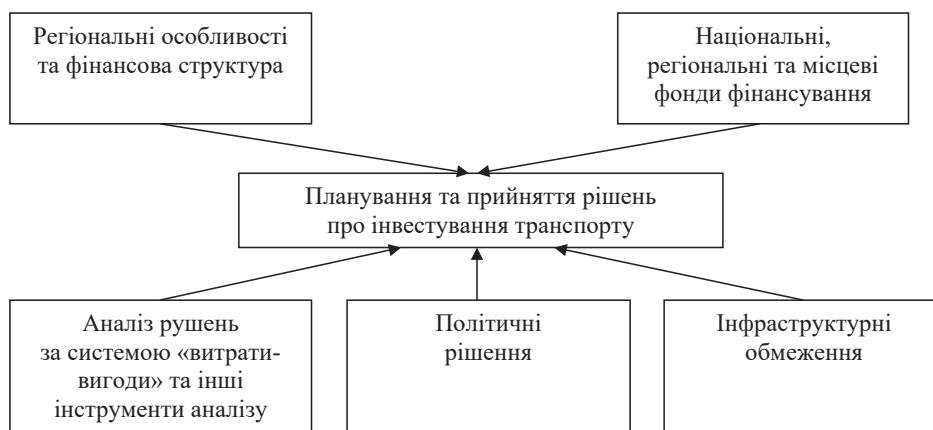 Регіональні особливості
та фінансова структура
Національні,
регіональні та місцеві
фонди фінансування
Планування та прийняття рішень
про інвестування транспорту
Аналіз рушень
за системою «витрати-
вигоди» та інші
інструменти аналізу
Політичні
рішення
Інфраструктурні
обмеження